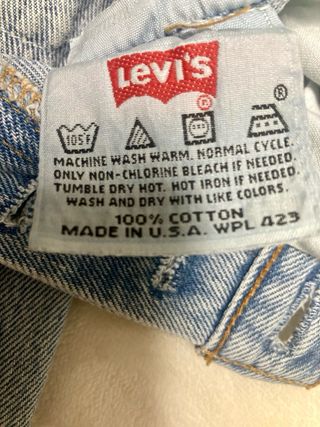 Levi's
®
®
105F
MACHINE WASH WARM. NORMAL CYCLE.
ONLY NON-CHLORINE BLEACH IF NEEDED.
TUMBLE DRY HOT. HOT IRON IF NEEDED.
WASH AND DRY WITH LIKE COLORS.
100% COTTON
MADE IN U.S.A. WPL 423